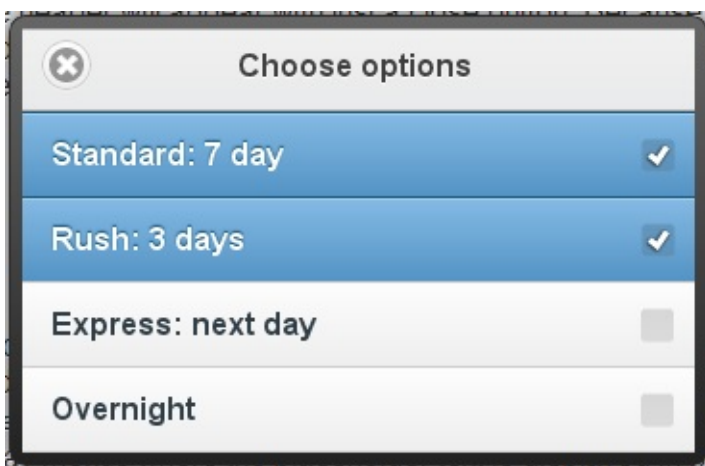 Choose options
Standard: 7 day
Rush: 3 days
Express: next day
Overnight